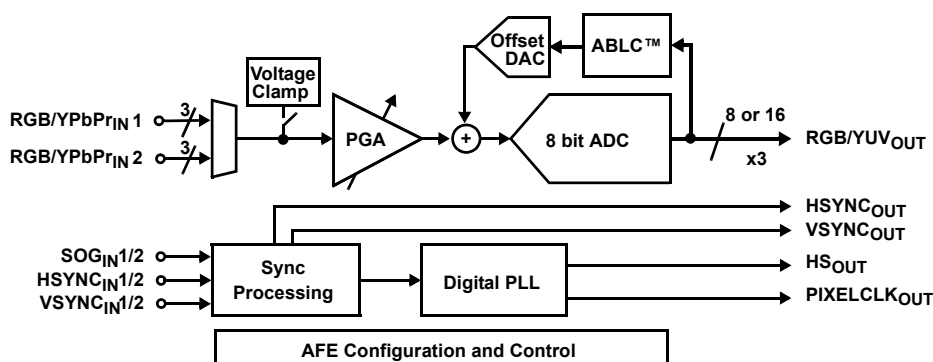 Offset
DAC
ABLC™
Voltage
Clamp
RGB/YPbPrIN 1
3
PGA
+
8 bit ADC
8 or 16
RGB/YUVOUT
x3
RGB/YPbPrIN 2
3
HSYNCOUT
VSYNCOUT
SOGIN1/2
HSYNCIN1/2
VSYNCIN1/2
Sync
Processing
Digital PLL
HSOUT
PIXELCLKOUT
AFE Configuration and Control